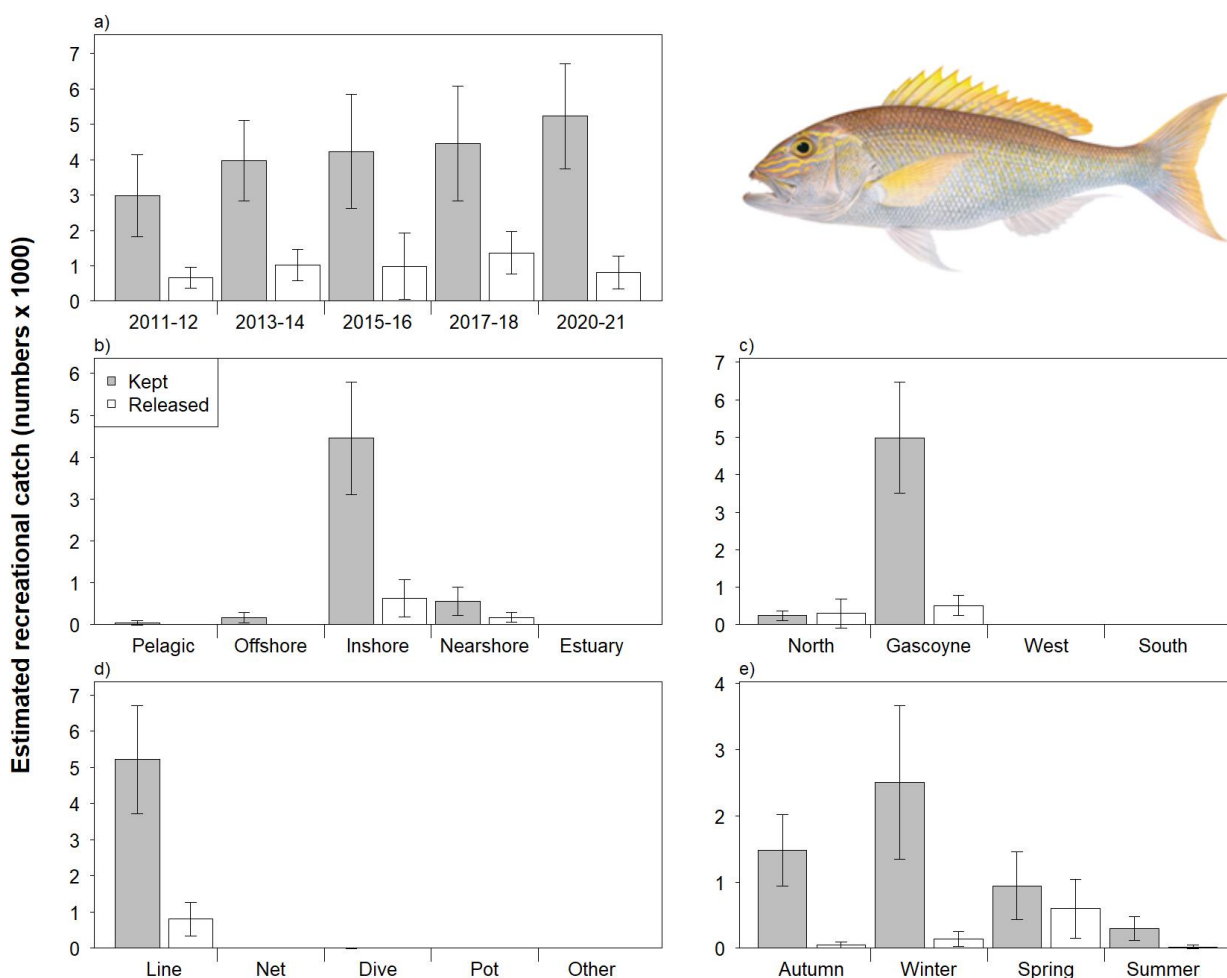 Estimated recreational catch (numbers x 1000)
a)
7
6
5
4
3
2
1
0
2011-12 2013-14 2015-16 2017-18 2020-21
b)
6
5
4
3
2
1
0
Kept
Released
Pelagic Offshore Inshore Nearshore Estuary
c)
7
6
5
4
3
2
1
0
North Gascoyne West South
d)
7
6
5
4
3
2
1
0
Line Net Dive Pot Other
e)
4
3
2
1
0
Autumn Winter Spring Summer